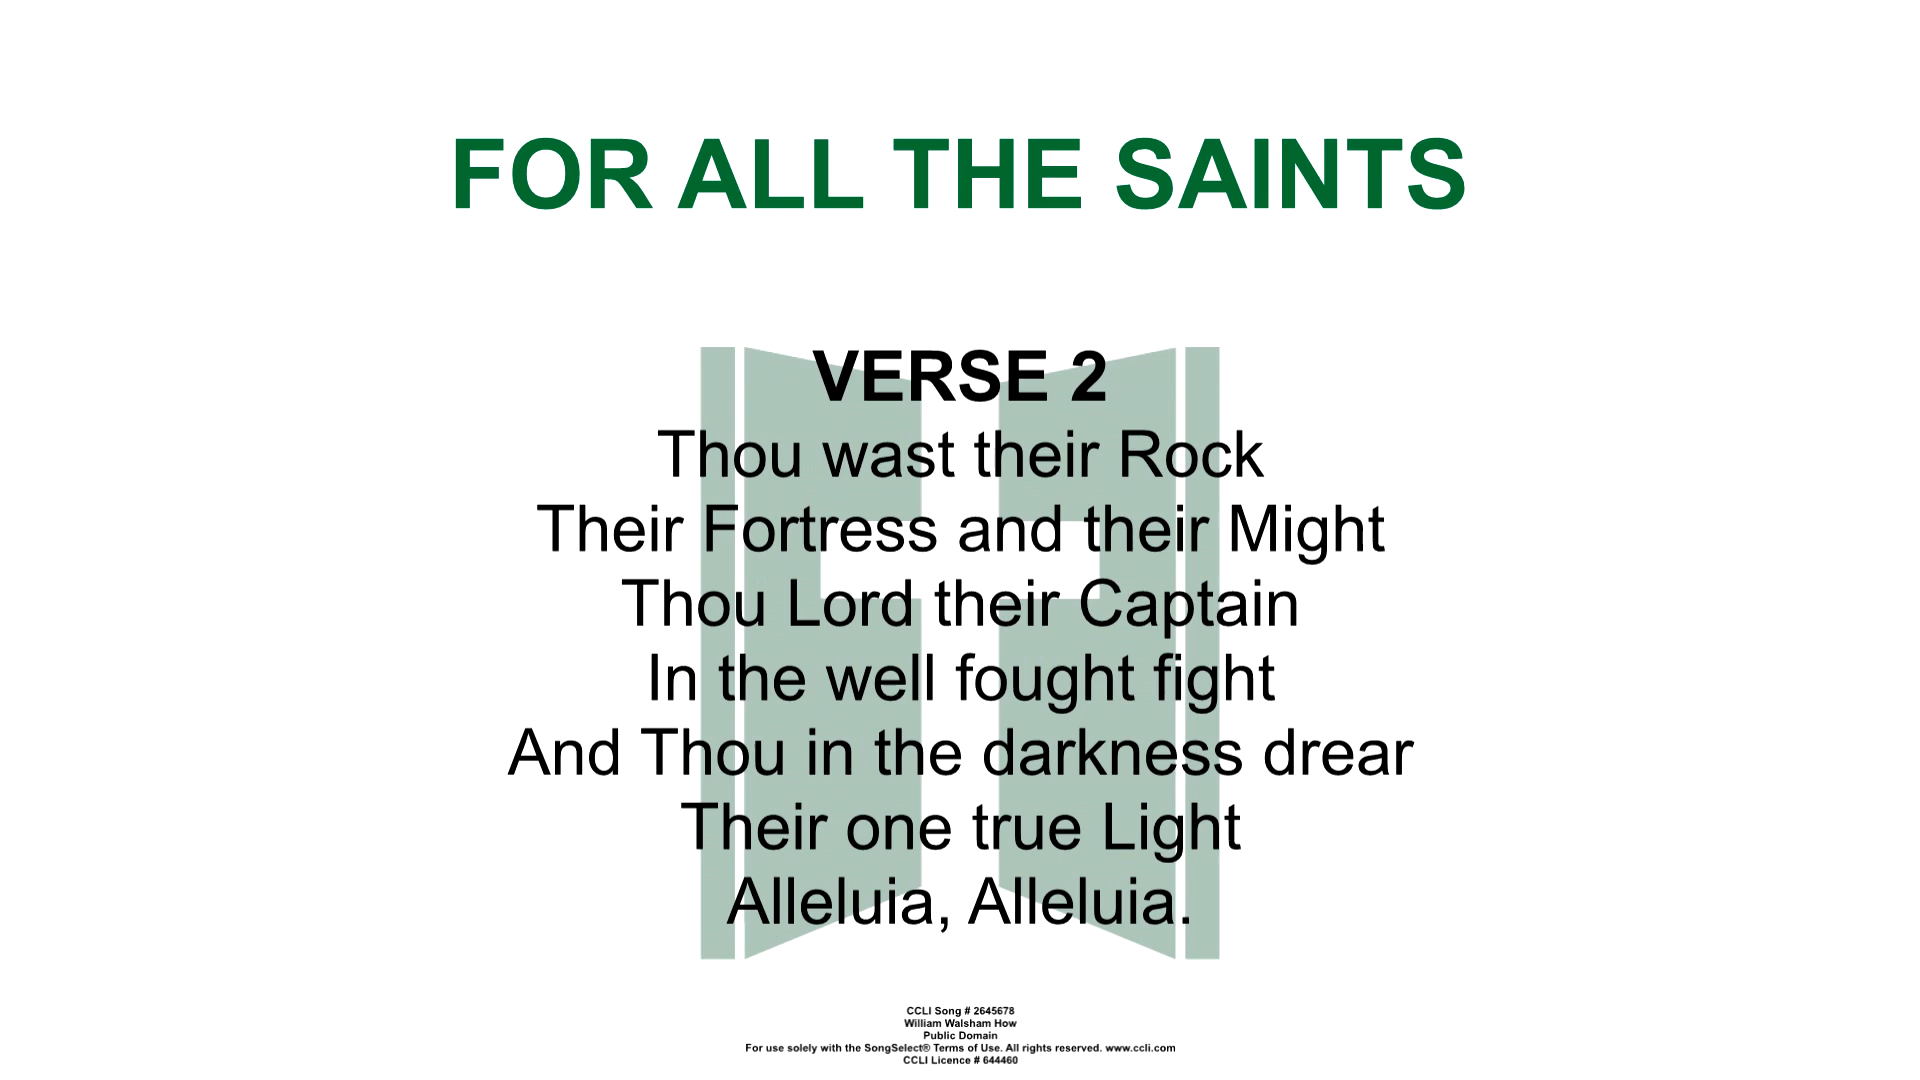 FOR ALL THE SAINTS
VERSE 2
Thou wast their Rock
Their Fortress and their Might
Thou Lord their Captain
In the well fought fight
And Thou in the darkness drear
Their one true Light
Alleluia, Alleluia.
CCLI Song # 2645678
William Walsham How
Public Domain
For use solely with the SongSelect® Terms of Use. All rights reserved. www.ccli.com
CCLI Licence # 644460